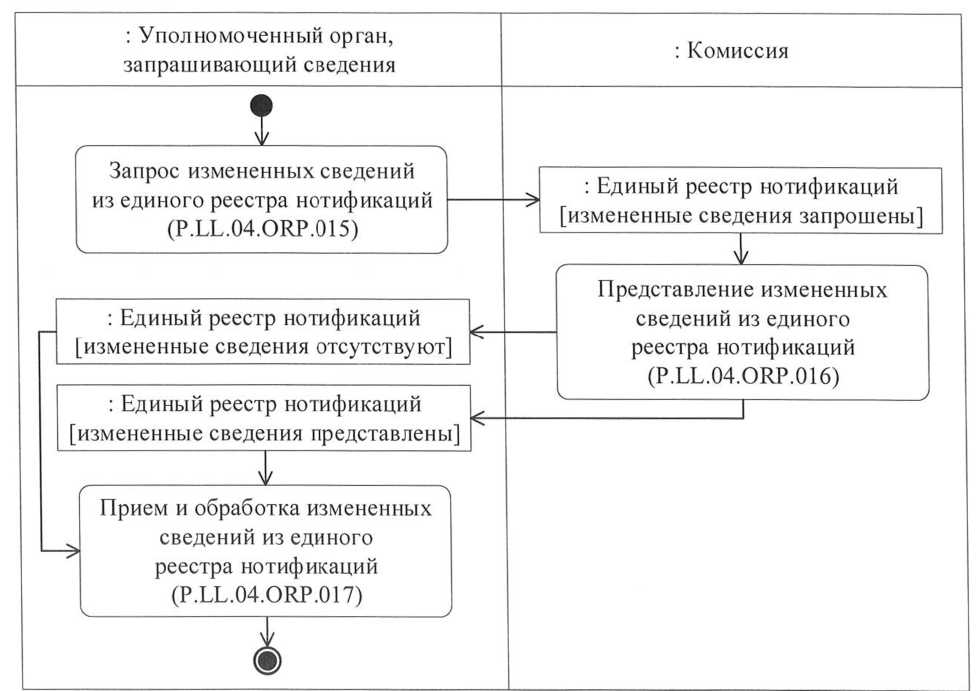 : Уполномоченный орган,
запрашивающий сведения
: Комиссия
Запрос измененных сведений
из единого реестра нотификаций
(P.LL.04.ORP.015)
: Единый реестр нотификаций
[измененные сведения запрошены]
Представление измененных
сведений из единого
реестра нотификаций
(P.LL.04.ORP.016)
: Единый реестр нотификаций
[измененные сведения отсутствуют]
: Единый реестр нотификаций
[измененные сведения представлены]
Прием и обработка измененных
сведений из единого
реестра нотификаций
(P.LL.04.ORP.017)